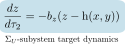 dz/dτ₂ = −b_z(z − h(x, y))
Σ_U-subsystem target dynamics